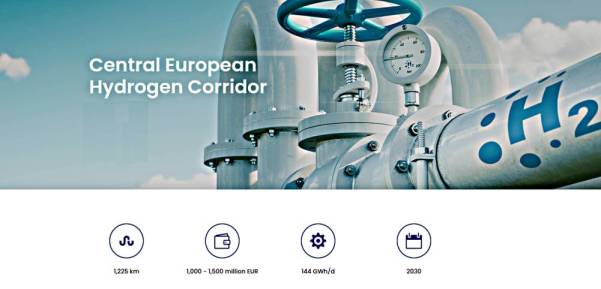 Central European
Hydrogen Corridor
H2
1,225 km
1,000 - 1,500 million EUR
144 GWh/d
2030